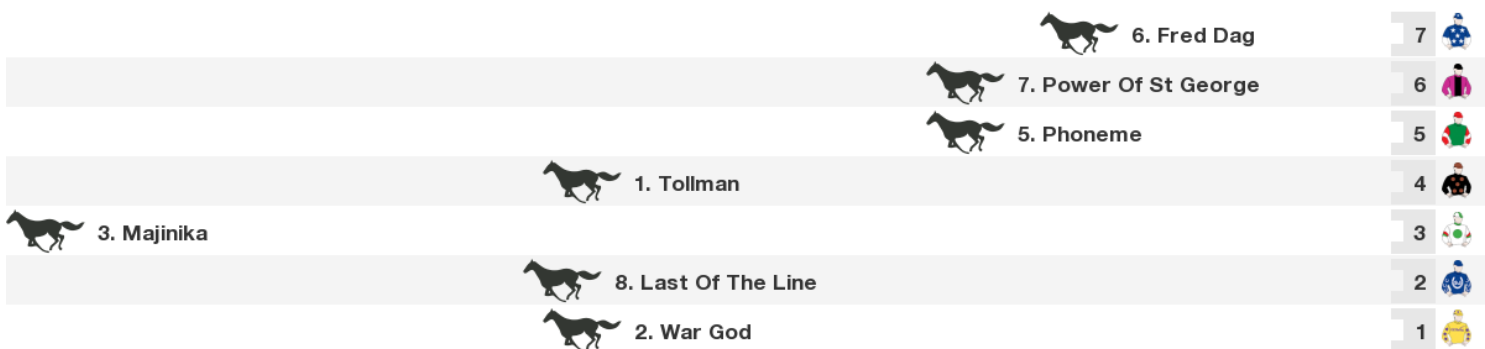 6. Fred Dag 7
7. Power Of St George 6
5. Phoneme 5
1. Tollman 4
3. Majinika 3
8. Last Of The Line 2
2. War God 1